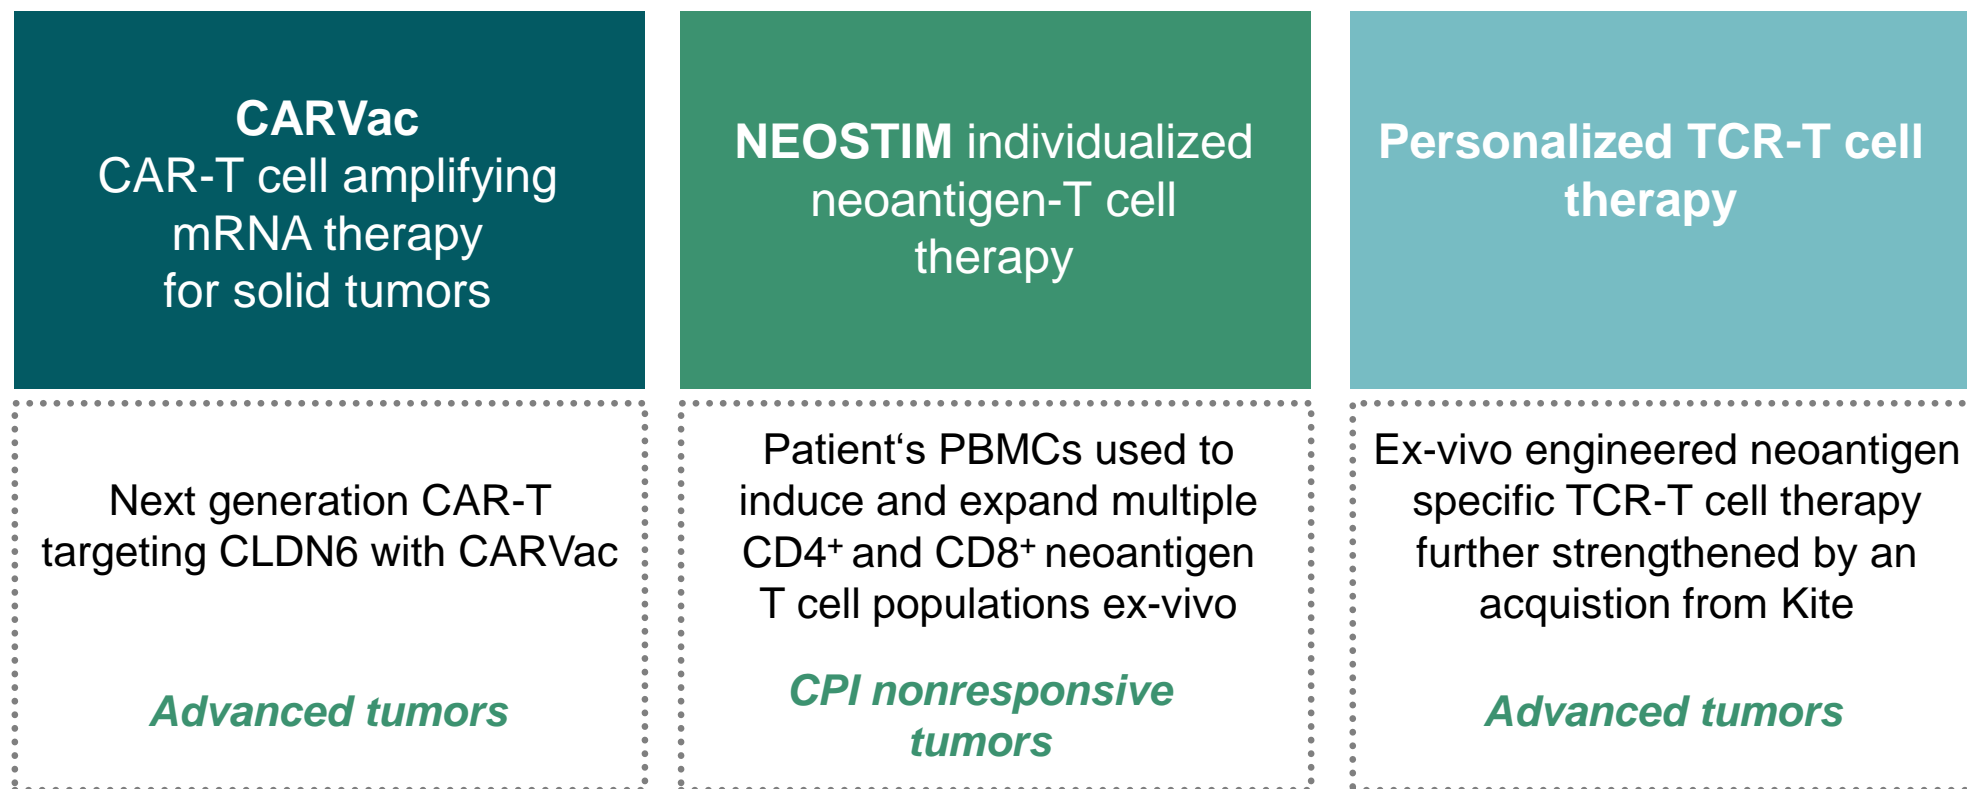 CARVac
CAR-T cell amplifying
mRNA therapy
for solid tumors
Next generation CAR-T
targeting CLDN6 with CARVac
Advanced tumors
NEOSTIM individualized
neoantigen-T cell
therapy
Patient‘s PBMCs used to
induce and expand multiple
CD4⁺ and CD8⁺ neoantigen
T cell populations ex-vivo
CPI nonresponsive
tumors
Personalized TCR-T cell
therapy
Ex-vivo engineered neoantigen
specific TCR-T cell therapy
further strengthened by an
acquistion from Kite
Advanced tumors